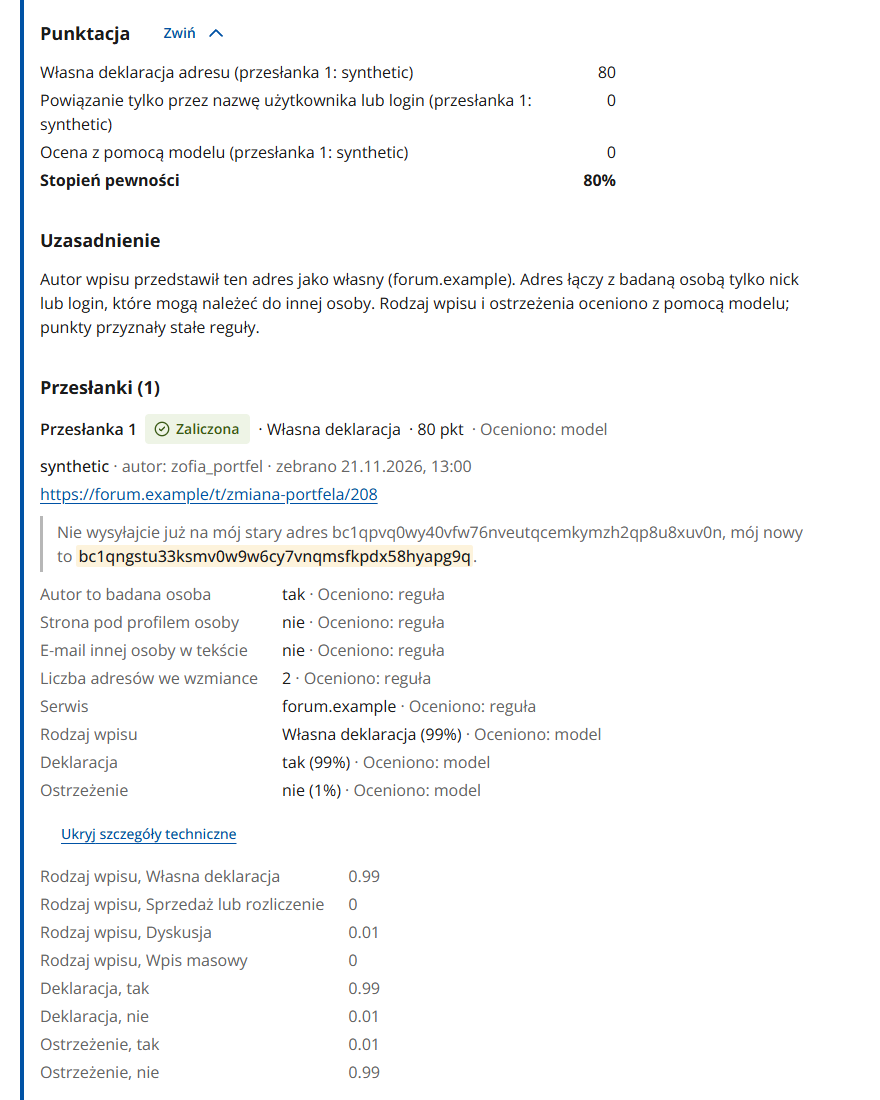 Punktacja Zwiń
Własna deklaracja adresu (przesłanka 1: synthetic) 80
Powiązanie tylko przez nazwę użytkownika lub login (przesłanka 1: 0
synthetic)
Ocena z pomocą modelu (przesłanka 1: synthetic) 0
Stopień pewności 80%
Uzasadnienie
Autor wpisu przedstawił ten adres jako własny (forum.example). Adres łączy z badaną osobą tylko nick
lub login, które mogą należeć do innej osoby. Rodzaj wpisu i ostrzeżenia oceniono z pomocą modelu;
punkty przyznały stałe reguły.
Przesłanki (1)
Przesłanka 1 Zaliczona · Własna deklaracja · 80 pkt · Oceniono: model
synthetic · autor: zofia_portfel · zebrano 21.11.2026, 13:00
https://forum.example/t/zmiana-portfela/208
Nie wysyłajcie już na mój stary adres bc1qpvq0wy40vfw76nveutqcemkymzh2qp8u8xuv0n, mój nowy
to bc1qngstu33ksmv0w9w6cy7vnqmsfkpdx58hyapg9q.
Autor to badana osoba tak · Oceniono: reguła
Strona pod profilem osoby nie · Oceniono: reguła
E-mail innej osoby w tekście nie · Oceniono: reguła
Liczba adresów we wzmiance 2 · Oceniono: reguła
Serwis forum.example · Oceniono: reguła
Rodzaj wpisu Własna deklaracja (99%) · Oceniono: model
Deklaracja tak (99%) · Oceniono: model
Ostrzeżenie nie (1%) · Oceniono: model
Ukryj szczegóły techniczne
Rodzaj wpisu, Własna deklaracja 0.99
Rodzaj wpisu, Sprzedaż lub rozliczenie 0
Rodzaj wpisu, Dyskusja 0.01
Rodzaj wpisu, Wpis masowy 0
Deklaracja, tak 0.99
Deklaracja, nie 0.01
Ostrzeżenie, tak 0.01
Ostrzeżenie, nie 0.99